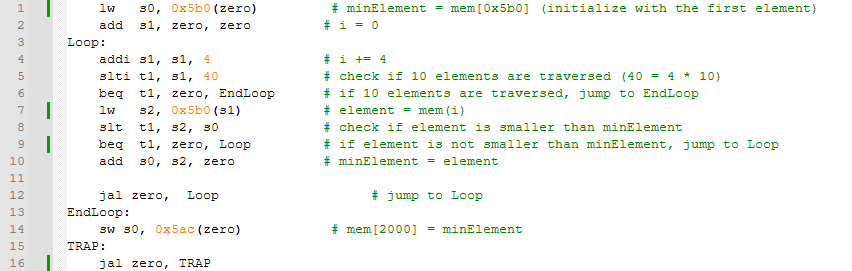 1 lw s0, 0x5b0(zero) # minElement = mem[0x5b0] (initialize with the first element)
2 add s1, zero, zero # i = 0
3 Loop:
4 addi s1, s1, 4 # i += 4
5 slti t1, s1, 40 # check if 10 elements are traversed (40 = 4 * 10)
6 beq t1, zero, EndLoop # if 10 elements are traversed, jump to EndLoop
7 lw s2, 0x5b0(s1) # element = mem(i)
8 slt t1, s2, s0 # check if element is smaller than minElement
9 beq t1, zero, Loop # if element is not smaller than minElement, jump to Loop
10 add s0, s2, zero # minElement = element
11
12 jal zero, Loop # jump to Loop
13 EndLoop:
14 sw s0, 0x5ac(zero) # mem[2000] = minElement
15 TRAP:
16 jal zero, TRAP